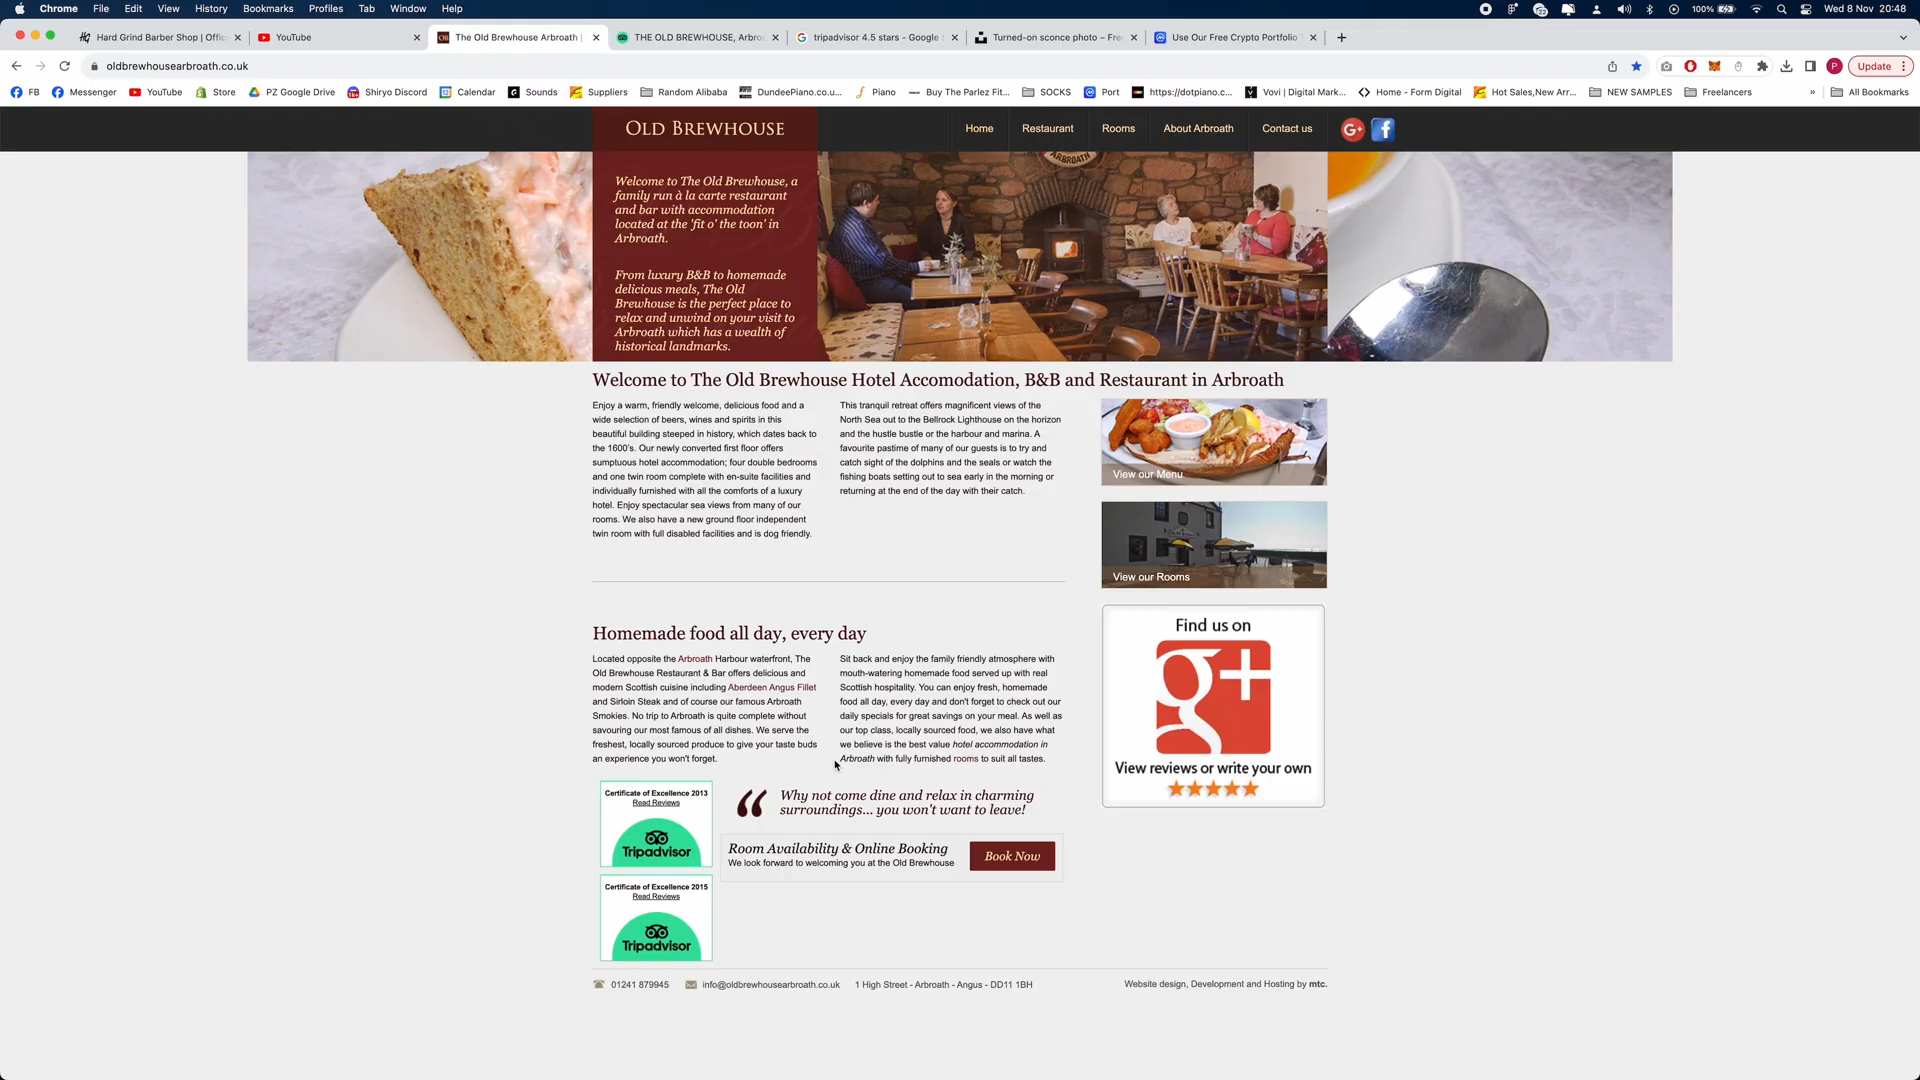 Chrome File Edit View History Bookmarks Profiles Tab Window Help
22 100% Wed 8 Nov 20:48
Hard Grind Barber Shop | Offic
YouTube
The Old Brewhouse Arbroath |
THE OLD BREWHOUSE, Arbro
tripadvisor 4.5 stars - Google
Turned-on sconce photo – Fre
Use Our Free Crypto Portfolio
oldbrewhousearbroath.co.uk
P Update
FB Messenger YouTube Store PZ Google Drive Shiryo Discord Calendar Sounds Suppliers Random Alibaba DundeePiano.co.u... Piano Buy The Parlez Fit... SOCKS Port https://dotpiano.c... Vovi | Digital Mark... Home - Form Digital Hot Sales,New Arr... NEW SAMPLES Freelancers » All Bookmarks
OLD BREWHOUSE
Home Restaurant Rooms About Arbroath Contact us
ARBROATH
Welcome to The Old Brewhouse, a
family run à la carte restaurant
and bar with accommodation
located at the 'fit o' the toon' in
Arbroath.
From luxury B&B to homemade
delicious meals, The Old
Brewhouse is the perfect place to
relax and unwind on your visit to
Arbroath which has a wealth of
historical landmarks.
Welcome to The Old Brewhouse Hotel Accomodation, B&B and Restaurant in Arbroath
Enjoy a warm, friendly welcome, delicious food and a
wide selection of beers, wines and spirits in this
beautiful building steeped in history, which dates back to
the 1600's. Our newly converted first floor offers
sumptuous hotel accommodation; four double bedrooms
and one twin room complete with en-suite facilities and
individually furnished with all the comforts of a luxury
hotel. Enjoy spectacular sea views from many of our
rooms. We also have a new ground floor independent
twin room with full disabled facilities and is dog friendly.
This tranquil retreat offers magnificent views of the
North Sea out to the Bellrock Lighthouse on the horizon
and the hustle bustle or the harbour and marina. A
favourite pastime of many of our guests is to try and
catch sight of the dolphins and the seals or watch the
fishing boats setting out to sea early in the morning or
returning at the end of the day with their catch.
View our Menu
View our Rooms
Homemade food all day, every day
Located opposite the Arbroath Harbour waterfront, The
Old Brewhouse Restaurant & Bar offers delicious and
modern Scottish cuisine including Aberdeen Angus Fillet
and Sirloin Steak and of course our famous Arbroath
Smokies. No trip to Arbroath is quite complete without
savouring our most famous of all dishes. We serve the
freshest, locally sourced produce to give your taste buds
an experience you won't forget.
Sit back and enjoy the family friendly atmosphere with
mouth-watering homemade food served up with real
Scottish hospitality. You can enjoy fresh, homemade
food all day, every day and don't forget to check out our
daily specials for great savings on your meal. As well as
our top class, locally sourced food, we also have what
we believe is the best value hotel accommodation in
Arbroath with fully furnished rooms to suit all tastes.
Find us on
g+
View reviews or write your own
Certificate of Excellence 2013
Read Reviews
Tripadvisor
Certificate of Excellence 2015
Read Reviews
Tripadvisor
“ Why not come dine and relax in charming
surroundings... you won't want to leave!
Room Availability & Online Booking
We look forward to welcoming you at the Old Brewhouse
Book Now
01241 879945 info@oldbrewhousearbroath.co.uk 1 High Street - Arbroath - Angus - DD11 1BH
Website design, Development and Hosting by mtc.